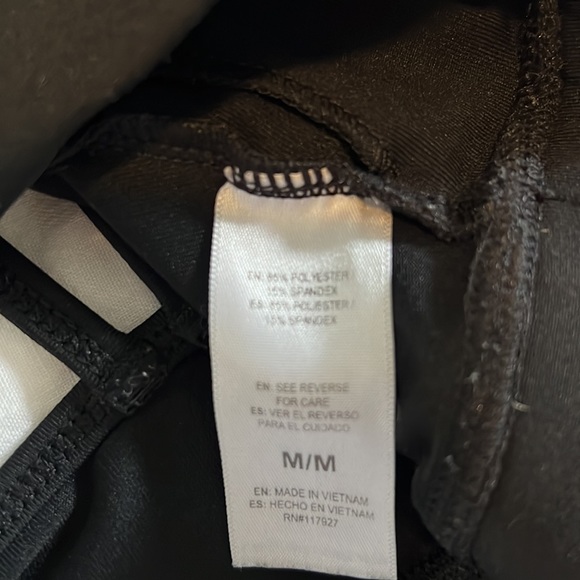 EN: 85% POLYESTER /
15% SPANDEX
ES: 85% POLIESTER /
15% SPANDEX
EN: SEE REVERSE
FOR CARE
ES: VER EL REVERSO
PARA EL CUIDADO
M/M
EN: MADE IN VIETNAM
ES: HECHO EN VIETNAM
RN#117927